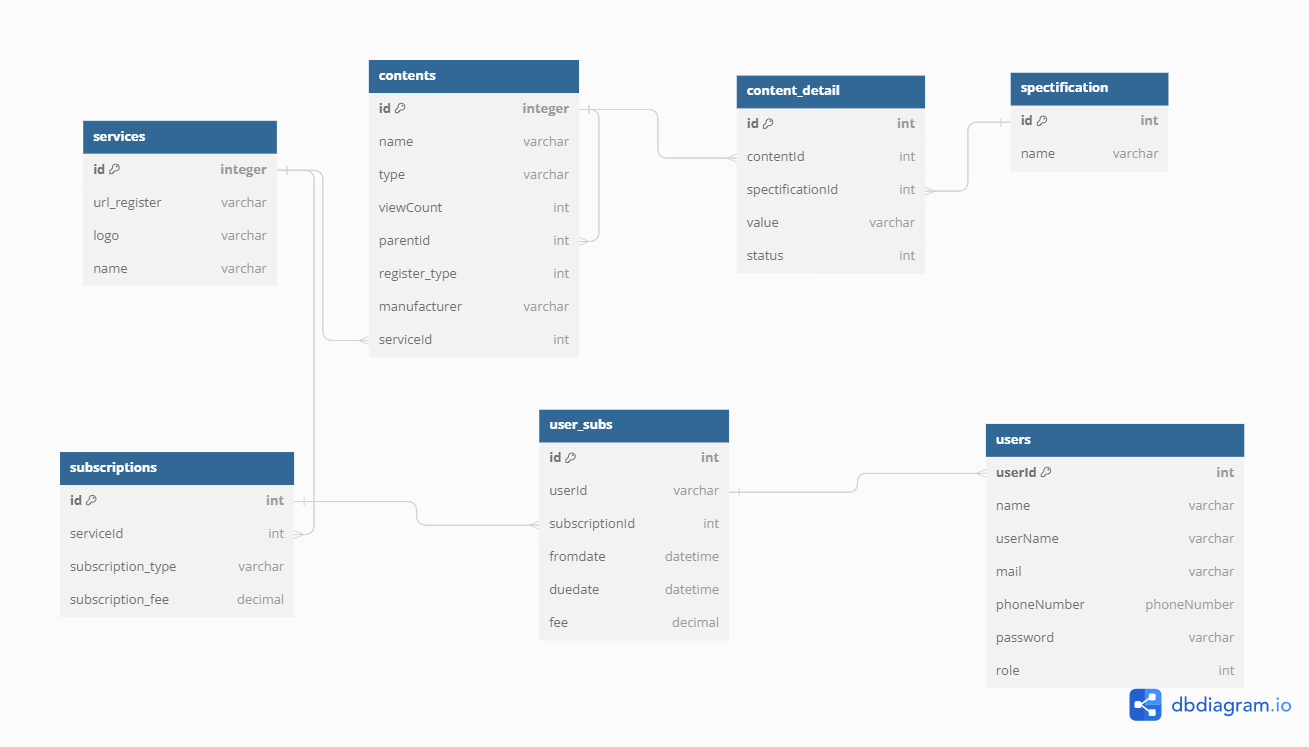 services
id integer
url_register varchar
logo varchar
name varchar
contents
id integer
name varchar
type varchar
viewCount int
parentid int
register_type int
manufacturer varchar
serviceId int
content_detail
id int
contentId int
spectificationId int
value varchar
status int
spectification
id int
name varchar
subscriptions
id int
serviceId int
subscription_type varchar
subscription_fee decimal
user_subs
id int
userId varchar
subscriptionId int
fromdate datetime
duedate datetime
fee decimal
users
userId int
name varchar
userName varchar
mail varchar
phoneNumber phoneNumber
password varchar
role int
dbdiagram.io